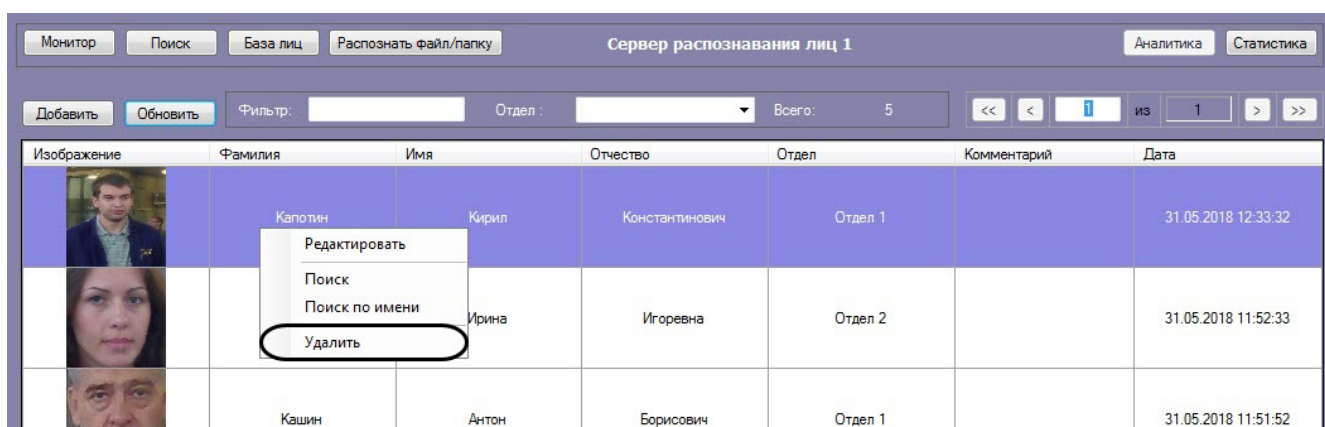 Монитор Поиск База лиц Распознать файл/папку Сервер распознавания лиц 1 Аналитика Статистика
Добавить Обновить Фильтр: Отдел : Всего: 5 << < 1 из 1 > >>
Изображение Фамилия Имя Отчество Отдел Комментарий Дата
Капотин Кирил Константинович Отдел 1 31.05.2018 12:33:32
Редактировать
Поиск
Поиск по имени
Ирина Игоревна Отдел 2 31.05.2018 11:52:33
Удалить
Кашин Антон Борисович Отдел 1 31.05.2018 11:51:52